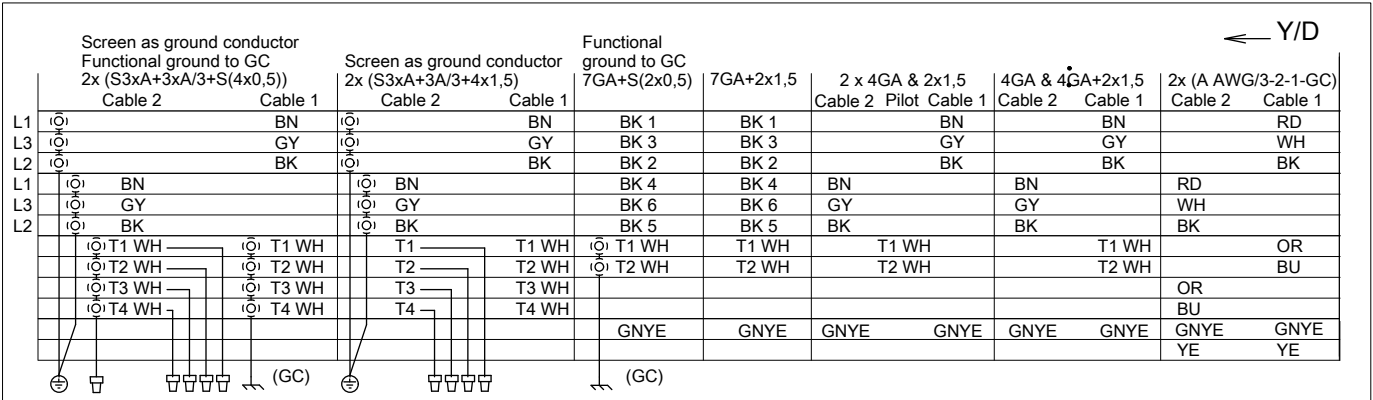 Y/D
Screen as ground conductor
Functional ground to GC
2x (S3xA+3xA/3+S(4x0,5))
Screen as ground conductor
2x (S3xA+3A/3+4x1,5)
Functional
ground to GC
7GA+S(2x0,5)
7GA+2x1,5
2 x 4GA & 2x1,5
4GA & 4GA+2x1,5
2x (A AWG/3-2-1-GC)
Cable 2 Cable 1 Cable 2 Cable 1 Cable 2 Pilot Cable 1 Cable 2 Cable 1 Cable 2 Cable 1
L1 BN BN BK 1 BK 1 BN BN RD
L3 GY GY BK 3 BK 3 GY GY WH
L2 BK BK BK 2 BK 2 BK BK BK
L1 BN BN BK 4 BK 4 BN BN RD
L3 GY GY BK 6 BK 6 GY GY WH
L2 BK BK BK 5 BK 5 BK BK BK
T1 WH T1 WH T1 T1 WH T1 WH T1 WH T1 WH T1 WH OR
T2 WH T2 WH T2 T2 WH T2 WH T2 WH T2 WH T2 WH BU
T3 WH T3 WH T3 T3 WH OR
T4 WH T4 WH T4 T4 WH BU
GNYE GNYE GNYE GNYE GNYE GNYE GNYE GNYE
YE YE
(GC) (GC)